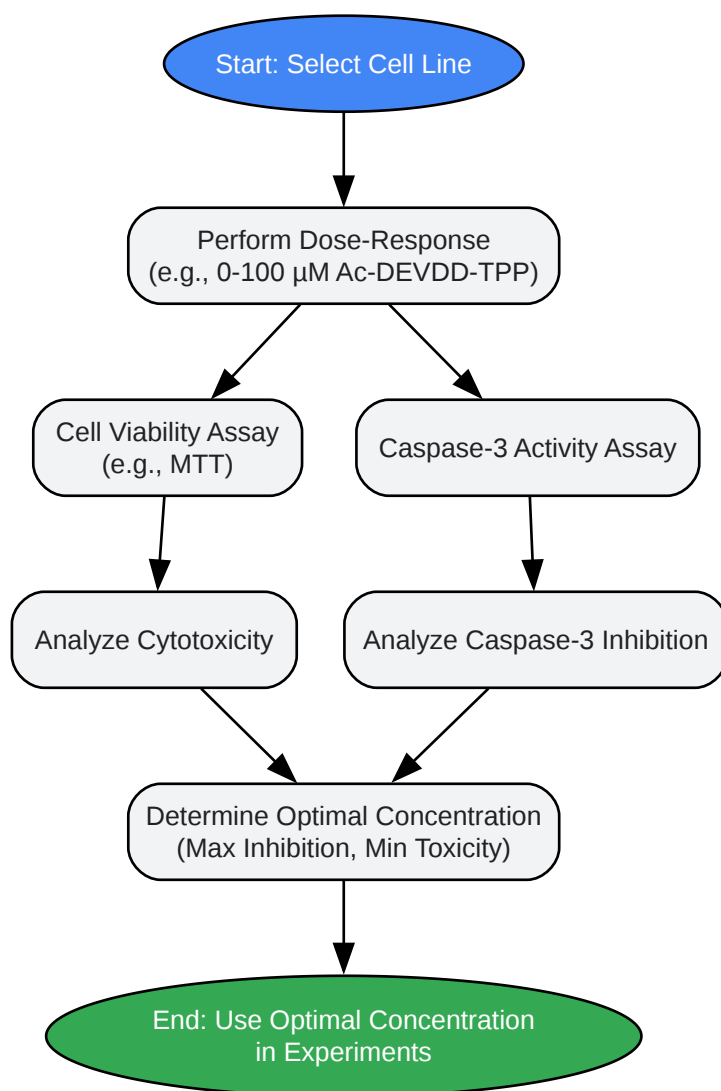 Start: Select Cell Line
Perform Dose-Response
(e.g., 0-100 µM Ac-DEVDD-TPP)
Cell Viability Assay
(e.g., MTT)
Caspase-3 Activity Assay
Analyze Cytotoxicity
Analyze Caspase-3 Inhibition
Determine Optimal Concentration
(Max Inhibition, Min Toxicity)
End: Use Optimal Concentration
in Experiments